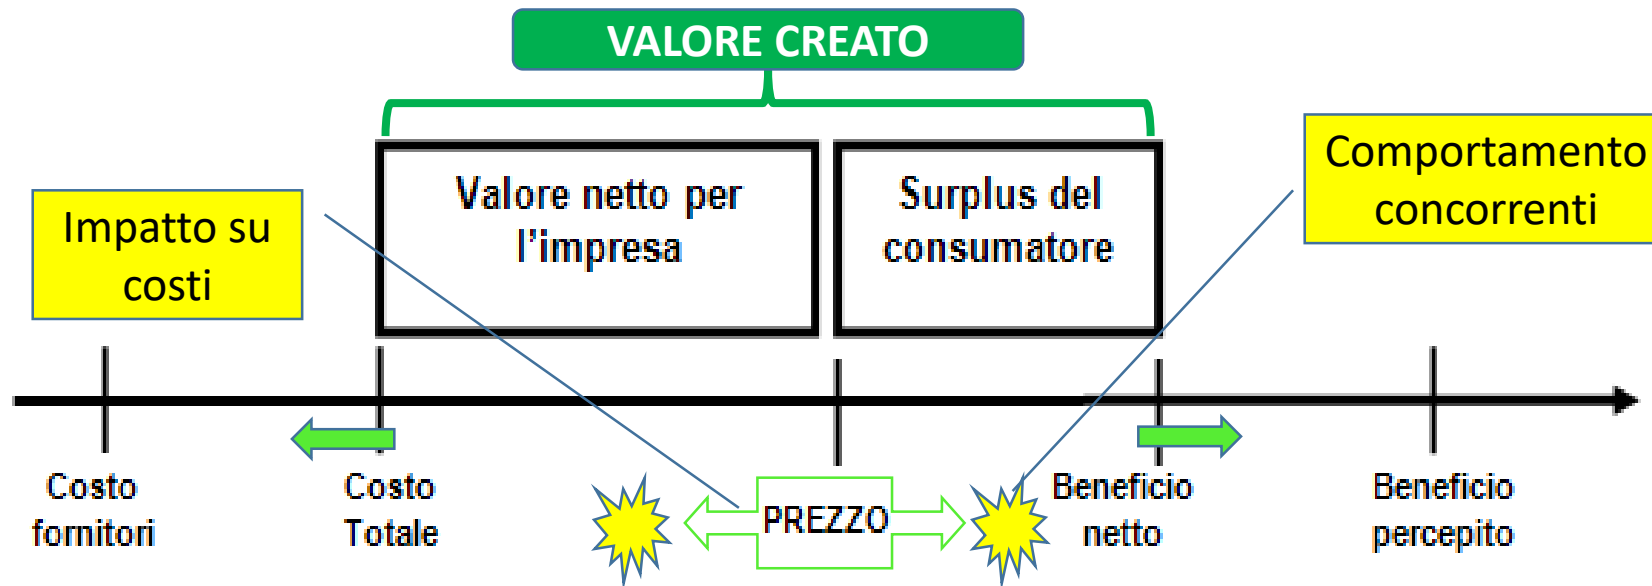 VALORE CREATO
Valore netto per
l'impresa
Surplus del
consumatore
Comportamento
concorrenti
Impatto su
costi
Costo
fornitori
Costo
Totale
PREZZO
Beneficio
netto
Beneficio
percepito